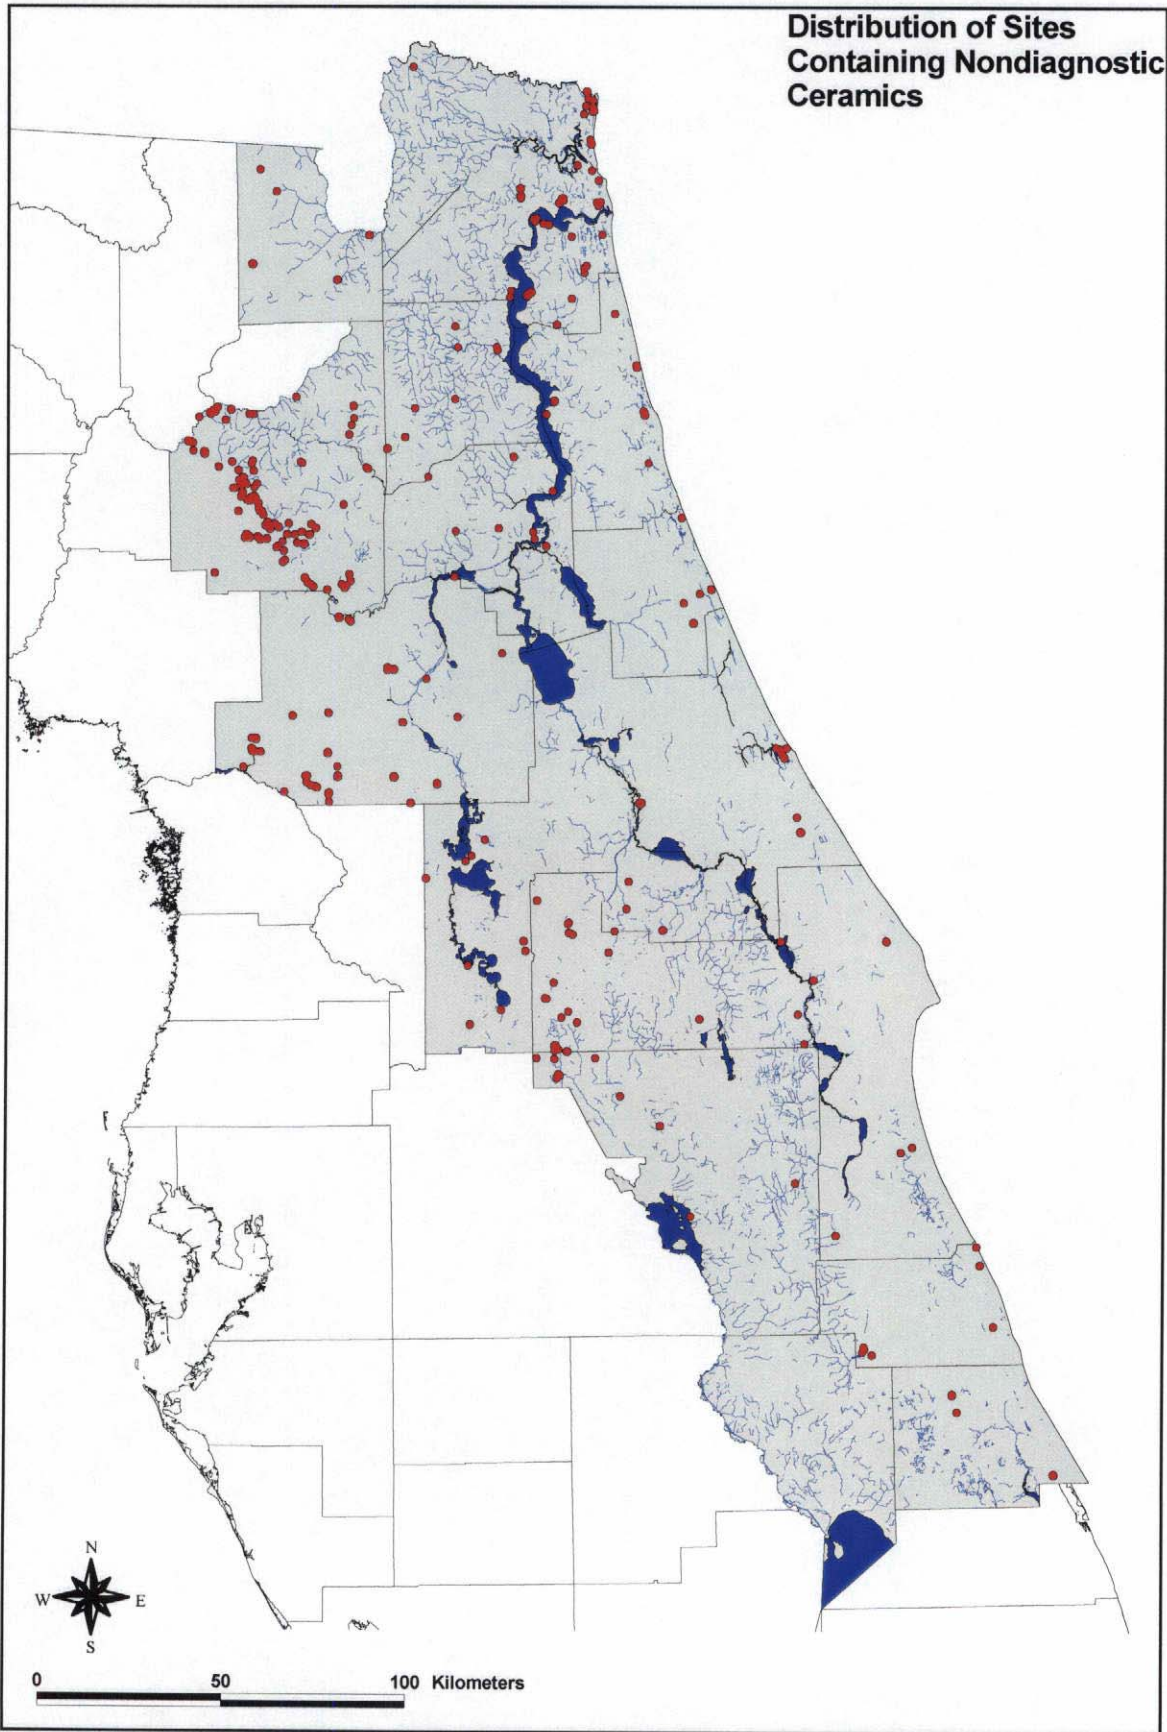 Distribution of Sites
Containing Nondiagnostic
Ceramics
N
W E
S
0 50 100 Kilometers